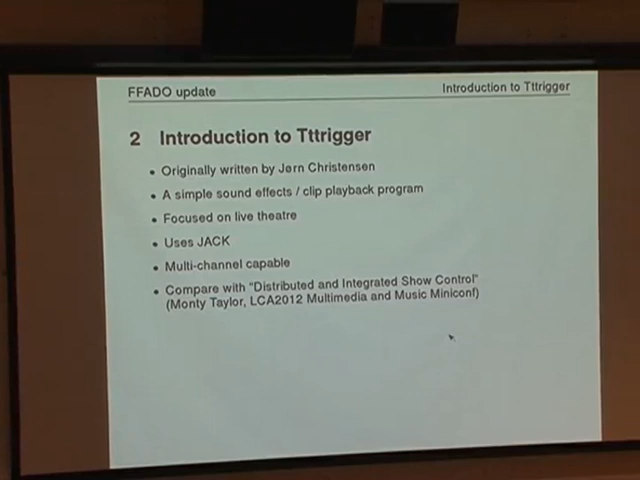 FFADO update
Introduction to Tttrigger
2 Introduction to Tttrigger
• Originally written by Jørn Christensen
• A simple sound effects / clip playback program
• Focused on live theatre
• Uses JACK
• Multi-channel capable
• Compare with "Distributed and Integrated Show Control"
(Monty Taylor, LCA2012 Multimedia and Music Miniconf)